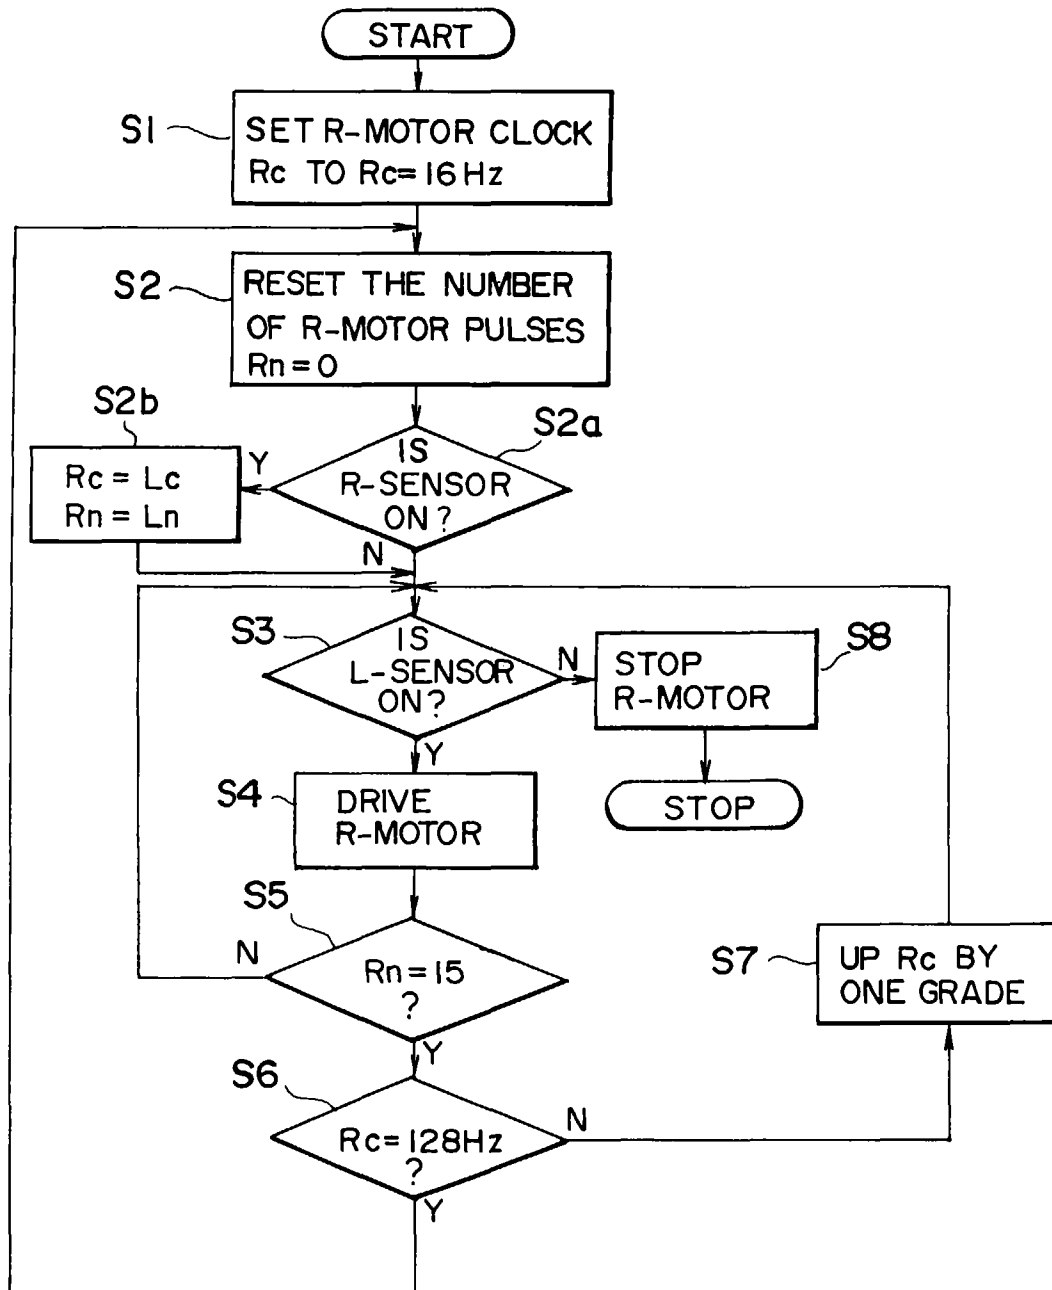 START
S1
SET R-MOTOR CLOCK
Rc TO Rc=16Hz
S2
RESET THE NUMBER
OF R-MOTOR PULSES
Rn=0
S2b
Rc = Lc
Rn = Ln
Y
S2a
IS
R-SENSOR
ON?
N
S3
IS
L-SENSOR
ON?
N
Y
S8
STOP
R-MOTOR
STOP
S4
DRIVE
R-MOTOR
S5
N
Rn=15
?
Y
S7
UP Rc BY
ONE GRADE
S6
Rc=128Hz
?
N
Y